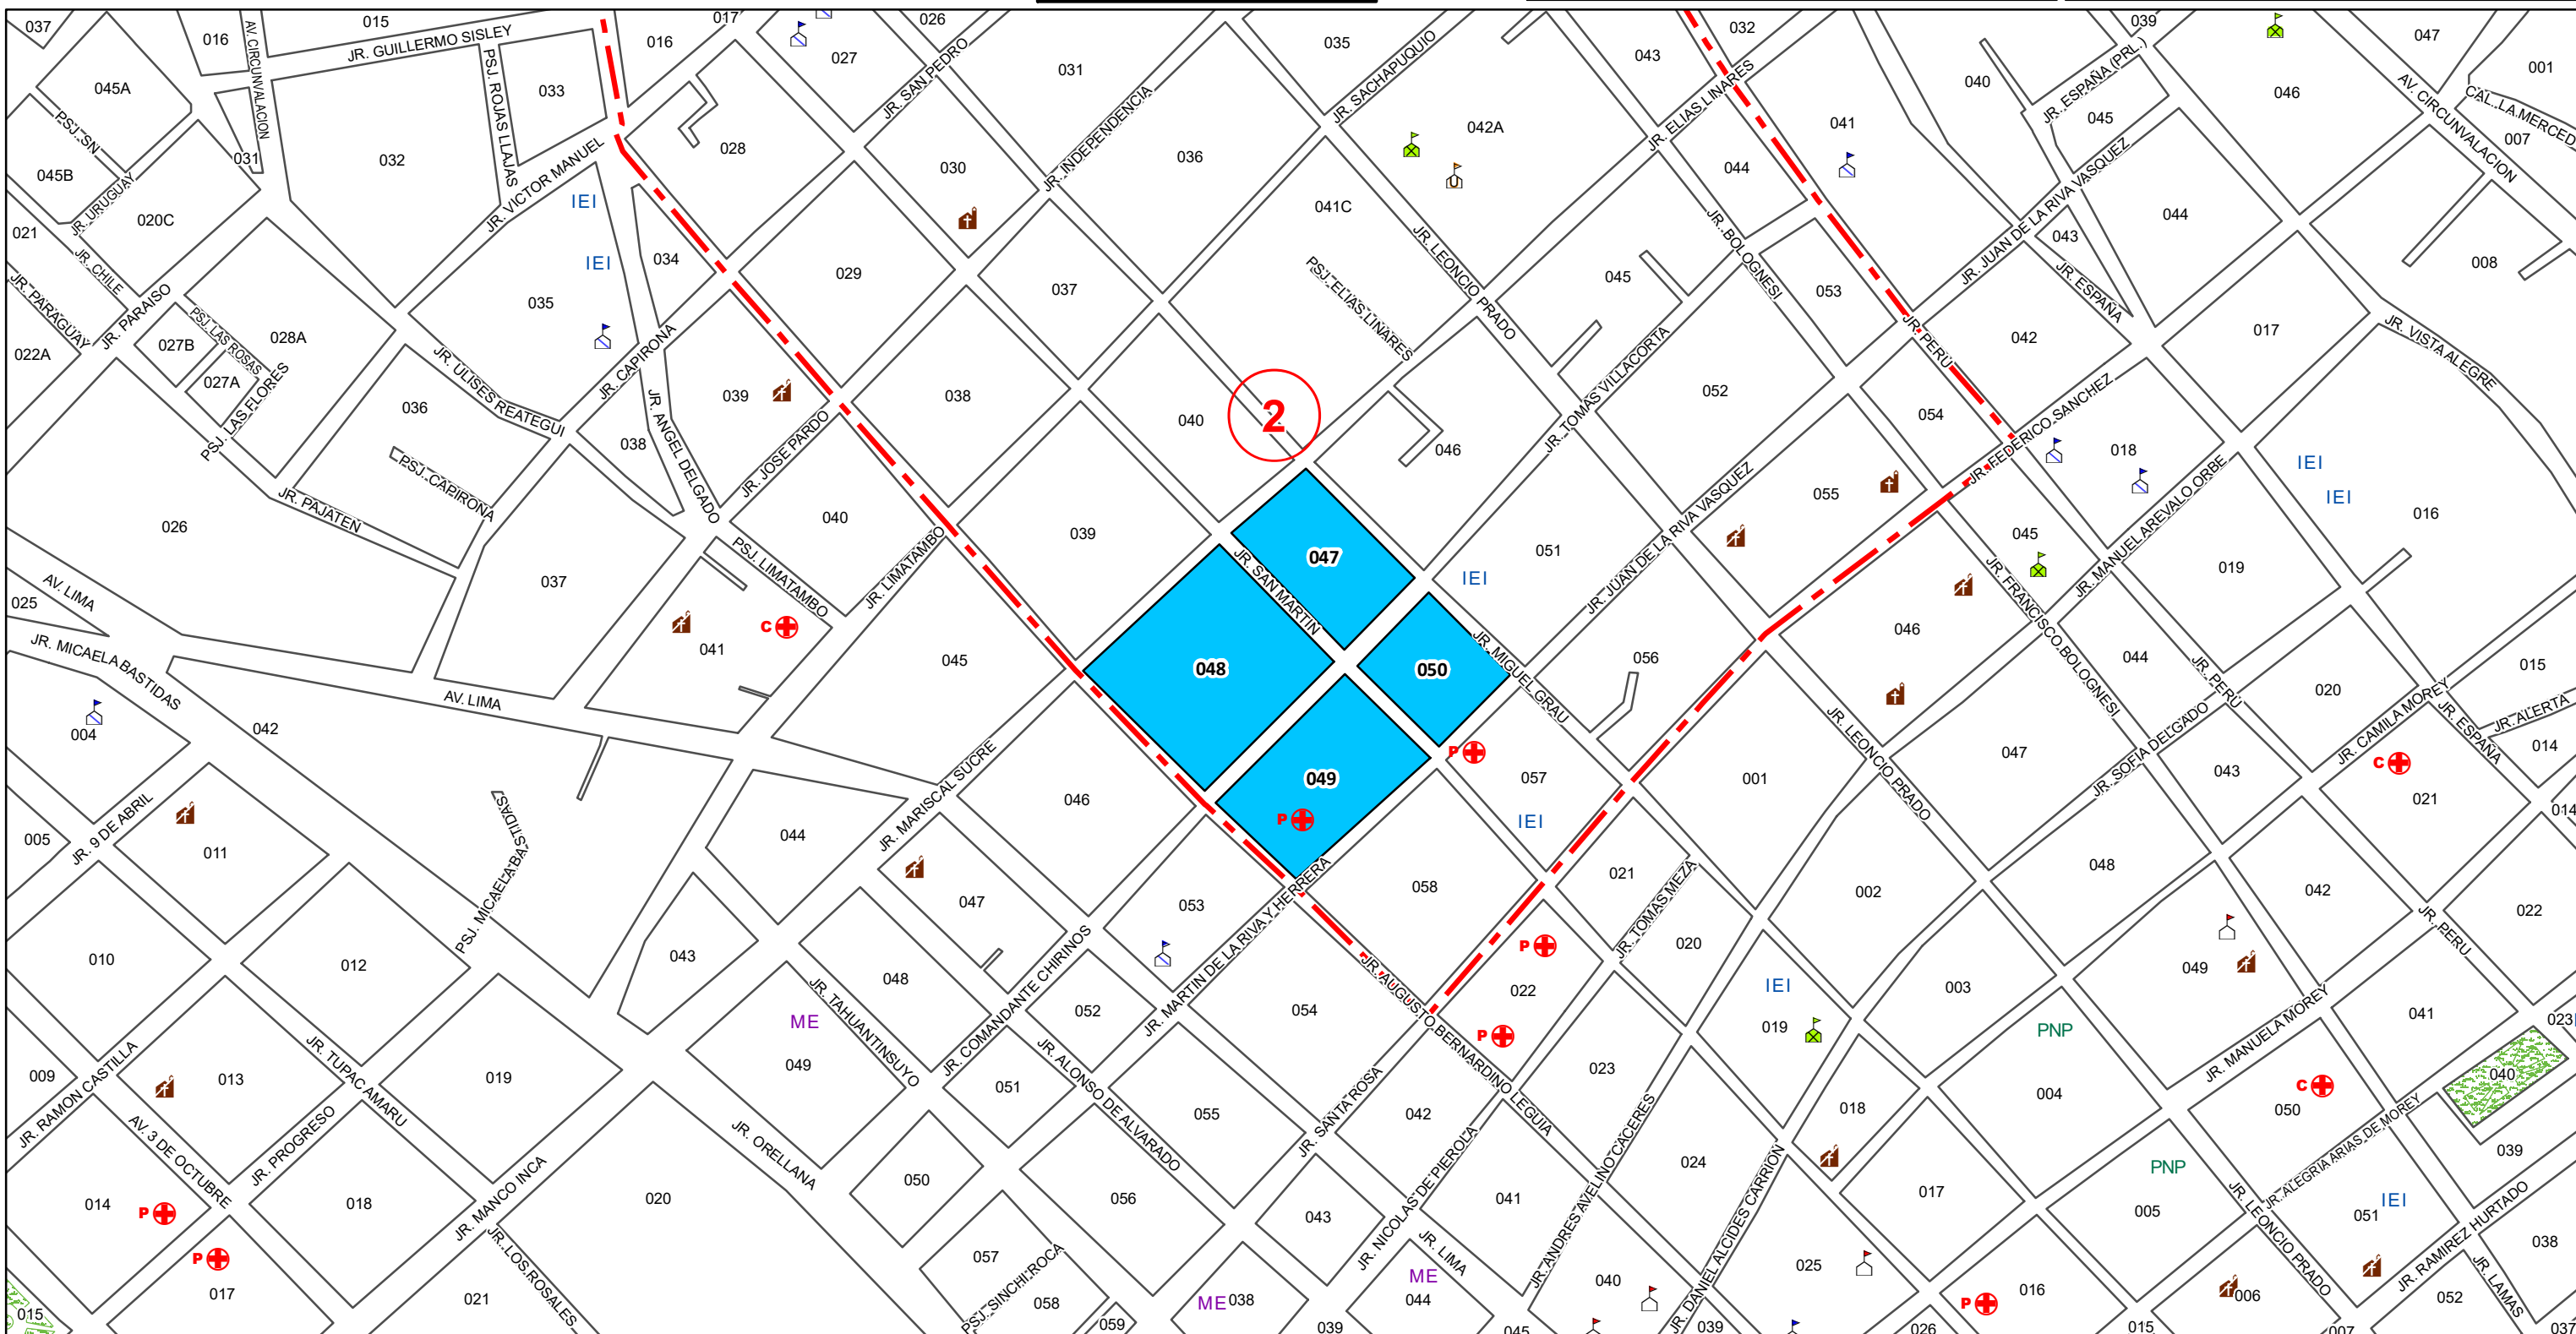 037
015
016
AV. CIRCUNVALACION
JR. GUILLERMO SISLEY
PSJ. ROJAS LLAJAS
033
016
017
027
026
JR. SAN PEDRO
031
035
JR. SACHAPUQUIO
043
032
JR. ELIAS LINARES
041
040
039
JR. ESPAÑA (PRL.)
045
046
047
001
AV. CIRCUNVALACION
CAL. LA MERCED
007
045A
PSJ. SN
045B
031
JR. URUGUAY
020C
021
JR. CHILE
JR. PARAGUAY
JR. PARAISO
022A
032
JR. VICTOR MANUEL
IEI
IEI
035
034
028
030
JR. INDEPENDENCIA
036
042A
U
041C
044
JR. BOLOGNESI
JR. LEONCIO PRADO
045
053
JR. JUAN DE LA RIVA VASQUEZ
043
044
008
JR. ESPAÑA
042
017
JR. VISTA ALEGRE
027B
PSJ. LAS ROSAS
027A
PSJ. LAS FLORES
028A
036
JR. ULISES REATEGUI
JR. CAPIRONA
PSJ. CAPIRONA
038
JR. ANGEL DELGADO
039
JR. JOSE PARDO
029
037
038
040
2
PSJ. ELIAS LINARES
046
JR. TOMAS VILLACORTA
052
JR. PERU
054
JR. FEDERICO SANCHEZ
018
IEI
IEI
016
026
JR. PAJATEN
037
040
PSJ. LIMATAMBO
JR. LIMATAMBO
039
047
JR. SAN MARTIN
IEI
051
JR. JUAN DE LA RIVA VASQUEZ
055
045
JR. MANUEL AREVALO ORBE
019
AV. LIMA
025
JR. MICAELA BASTIDAS
004
042
AV. LIMA
041
C
045
048
050
JR. MIGUEL GRAU
056
046
JR. FRANCISCO BOLOGNESI
044
JR. PERU
020
JR. CAMILA MOREY
015
JR. ALERTA
014
JR. ESPAÑA
005
JR. 9 DE ABRIL
011
PSJ. MICAELA BASTIDAS
044
JR. MARISCAL SUCRE
046
049
P
P
057
IEI
001
JR. LEONCIO PRADO
047
JR. SOFIA DELGADO
043
C
021
014
010
012
043
047
053
058
021
JR. TOMAS MEZA
002
048
042
022
048
JR. COMANDANTE CHIRINOS
052
JR. MARTIN DE LA RIVA Y HERRERA
054
JR. AUGUSTO BERNARDINO LEGUIA
P
022
P
020
IEI
019
003
049
JR. PERU
041
023
009
JR. RAMON CASTILLA
013
JR. TUPAC AMARU
019
ME
049
JR. TAHUANTINSUYO
051
JR. ALONSO DE ALVARADO
055
JR. SANTA ROSA
042
023
018
PNP
004
JR. MANUELA MOREY
C
050
040
AV. 3 DE OCTUBRE
JR. PROGRESO
014
P
018
JR. MANCO INCA
020
JR. ORELLANA
050
056
043
JR. NICOLAS DE PIEROLA
041
JR. ANDRES AVELINO CACERES
024
JR. DANIEL ALCIDES CARRION
017
PNP
005
JR. ALEGRIA ARIAS DE MOREY
IEI
051
039
P
017
015
021
JR. LOS ROSALES
057
PSJ. SINCHI ROCA
058
059
ME
038
039
JR. LIMA
ME
044
045
040
039
025
P
026
016
015
006
007
JR. LEONCIO PRADO
JR. RAMIREZ HURTADO
052
JR. LAMAS
038
037